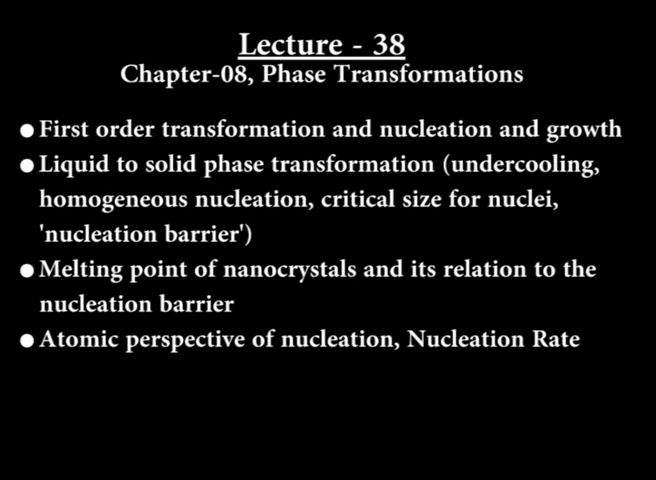 Lecture - 38
Chapter-08, Phase Transformations
● First order transformation and nucleation and growth
● Liquid to solid phase transformation (undercooling,
homogeneous nucleation, critical size for nuclei,
'nucleation barrier')
● Melting point of nanocrystals and its relation to the
nucleation barrier
● Atomic perspective of nucleation, Nucleation Rate